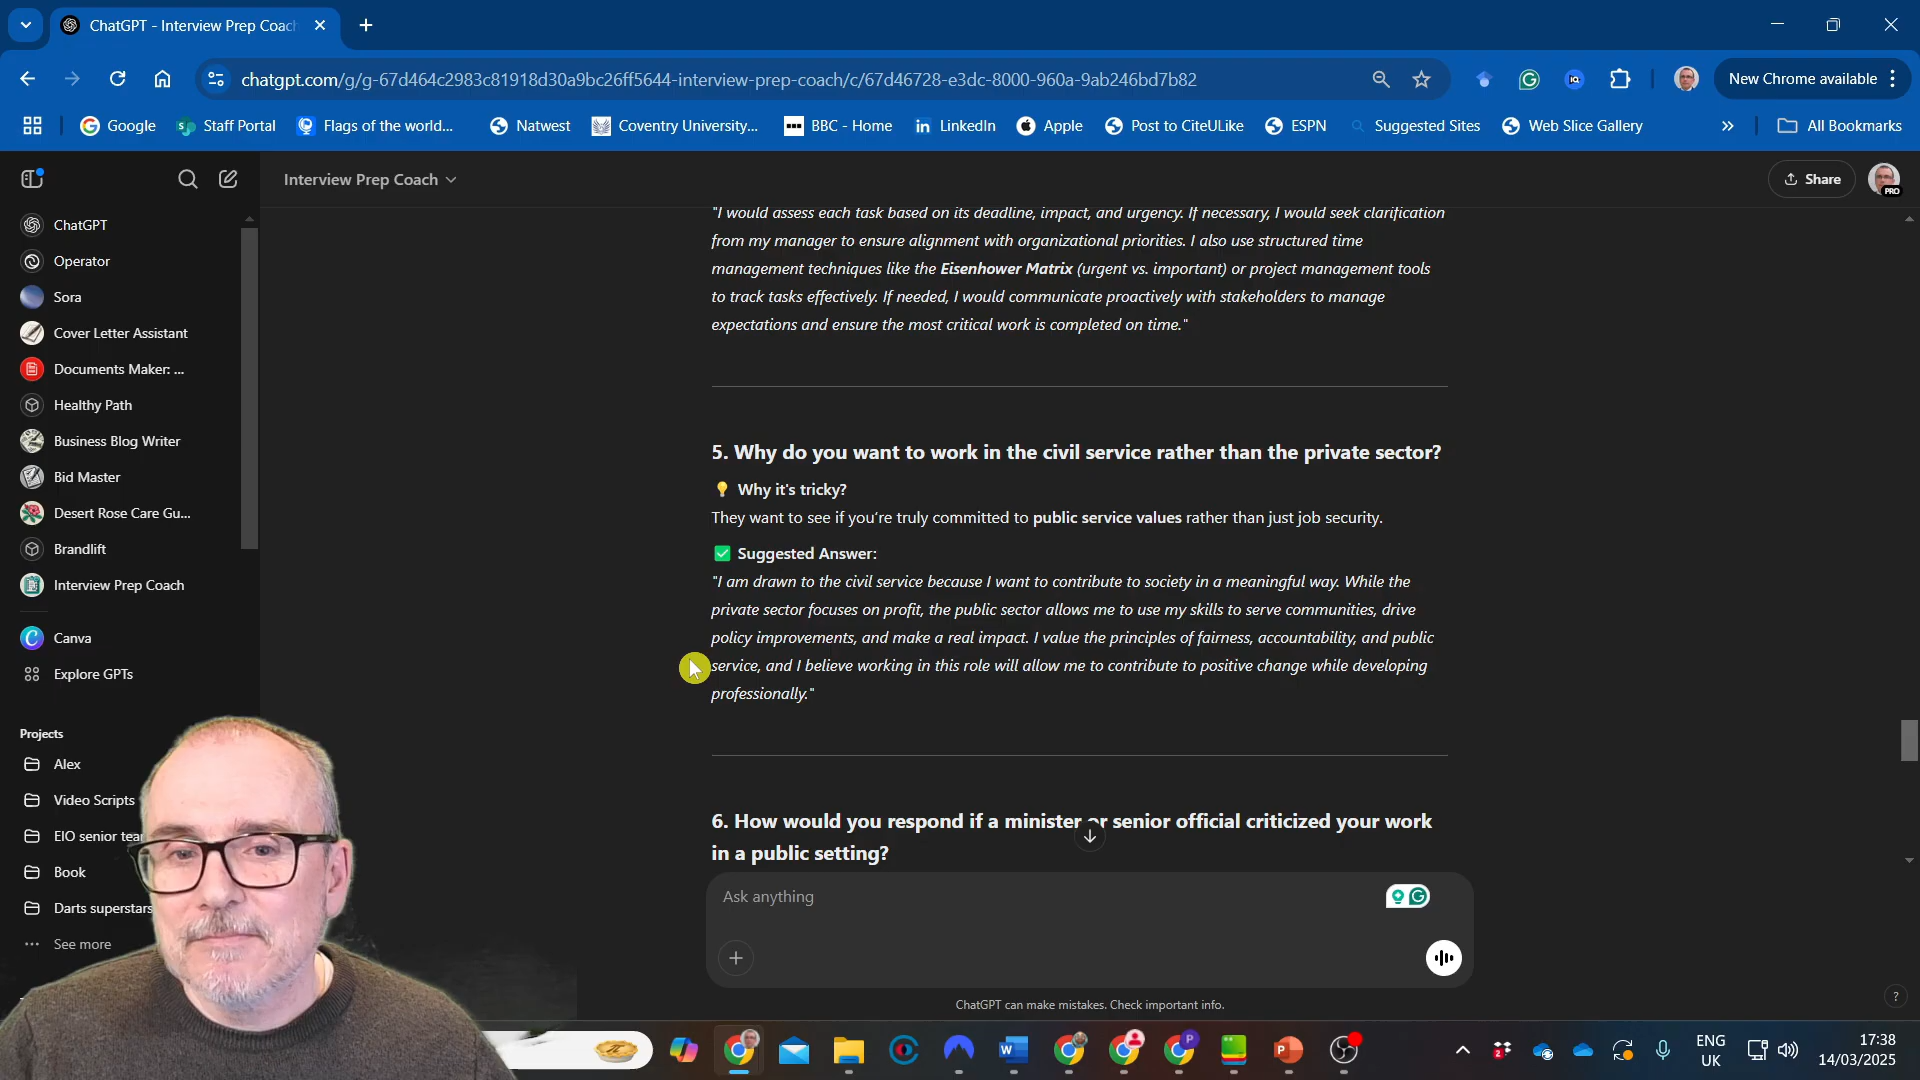 ChatGPT - Interview Prep Coach
chatgpt.com/g/g-67d464c2983c81918d30a9bc26ff5644-interview-prep-coach/c/67d46728-e3dc-8000-960a-9ab246bd7b82
New Chrome available
Google
Staff Portal
Flags of the world...
Natwest
Coventry University...
BBC - Home
LinkedIn
Apple
Post to CiteULike
ESPN
Suggested Sites
Web Slice Gallery
All Bookmarks
Interview Prep Coach
Share
PRO
ChatGPT
Operator
Sora
Cover Letter Assistant
Documents Maker: ...
Healthy Path
Business Blog Writer
Bid Master
Desert Rose Care Gu...
Brandlift
Interview Prep Coach
Canva
Explore GPTs
Projects
Alex
Video Scripts
EIO senior
Book
Darts superstars
See more
"I would assess each task based on its deadline, impact, and urgency. If necessary, I would seek clarification
from my manager to ensure alignment with organizational priorities. I also use structured time
management techniques like the Eisenhower Matrix (urgent vs. important) or project management tools
to track tasks effectively. If needed, I would communicate proactively with stakeholders to manage
expectations and ensure the most critical work is completed on time."
5. Why do you want to work in the civil service rather than the private sector?
💡 Why it's tricky?
They want to see if you're truly committed to public service values rather than just job security.
✅ Suggested Answer:
"I am drawn to the civil service because I want to contribute to society in a meaningful way. While the
private sector focuses on profit, the public sector allows me to use my skills to serve communities, drive
policy improvements, and make a real impact. I value the principles of fairness, accountability, and public
service, and I believe working in this role will allow me to contribute to positive change while developing
professionally."
6. How would you respond if a minister or senior official criticized your work
in a public setting?
Ask anything
ChatGPT can make mistakes. Check important info.
?
ENG
UK
17:38
14/03/2025